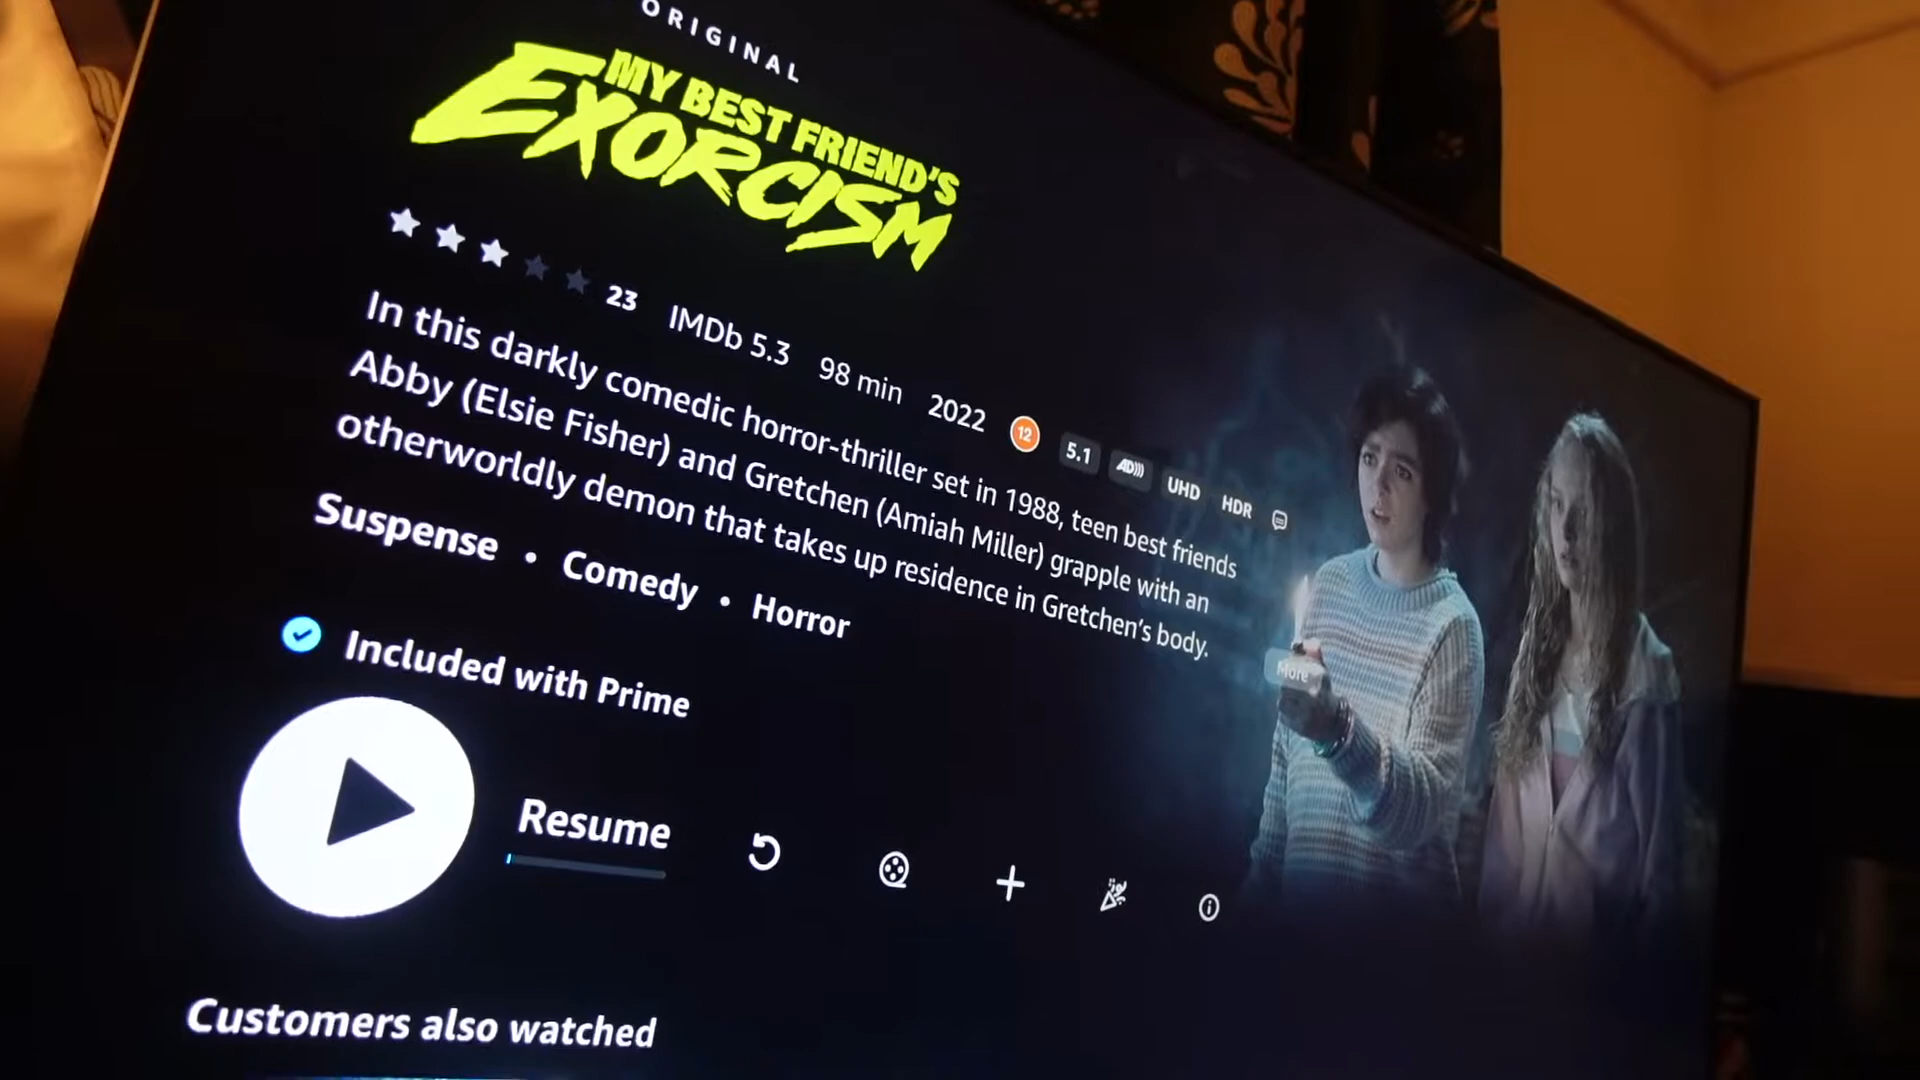 ORIGINAL
MY BEST FRIEND'S
EXORCISM
23 IMDb 5.3 98 min 2022 12 5.1 AD))) UHD HDR
In this darkly comedic horror-thriller set in 1988, teen best friends
Abby (Elsie Fisher) and Gretchen (Amiah Miller) grapple with an
otherworldly demon that takes up residence in Gretchen's body.
More
Suspense • Comedy • Horror
Included with Prime
Resume
Customers also watched